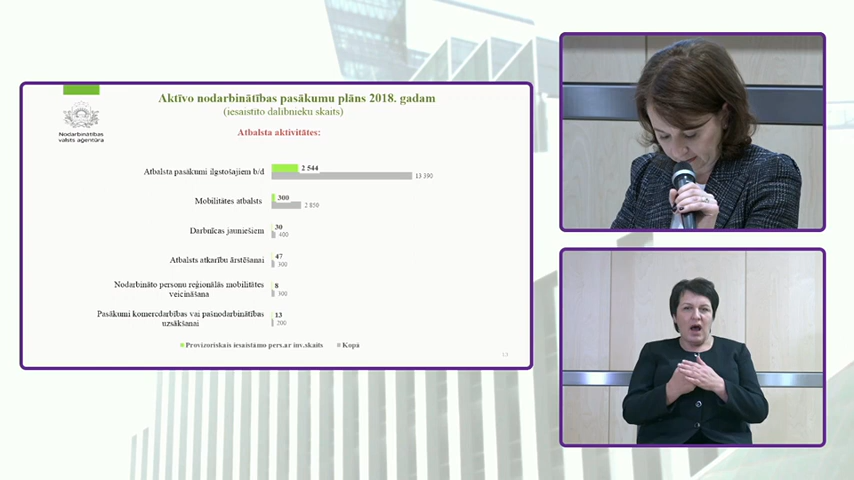 Nodarbinātības
valsts aģentūra
Aktīvo nodarbinātības pasākumu plāns 2018. gadam
(iesaistīto dalībnieku skaits)
Atbalsta aktivitātes:
Atbalsta pasākumi ilgstošajiem b/d
2 544
13 390
Mobilitātes atbalsts
300
2 850
Darbnīcas jauniešiem
30
400
Atbalsts atkarību ārstēšanai
47
300
Nodarbināto personu reģionālās mobilitātes
veicināšana
8
300
Pasākumi komercdarbības vai pašnodarbinātības
uzsākšanai
13
200
Provizoriskais iesaistāmo pers.ar inv.skaits
Kopā
13